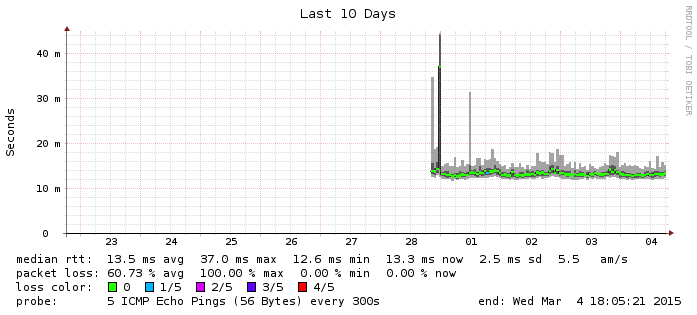 Last 10 Days
RRDTOOL / TOBI OETIKER
Seconds
40 m
30 m
20 m
10 m
0
23 24 25 26 27 28 01 02 03 04
median rtt: 13.5 ms avg 37.0 ms max 12.6 ms min 13.3 ms now 2.5 ms sd 5.5 am/s
packet loss: 60.73 % avg 100.00 % max 0.00 % min 0.00 % now
loss color: 0 1/5 2/5 3/5 4/5
probe: 5 ICMP Echo Pings (56 Bytes) every 300s end: Wed Mar 4 18:05:21 2015